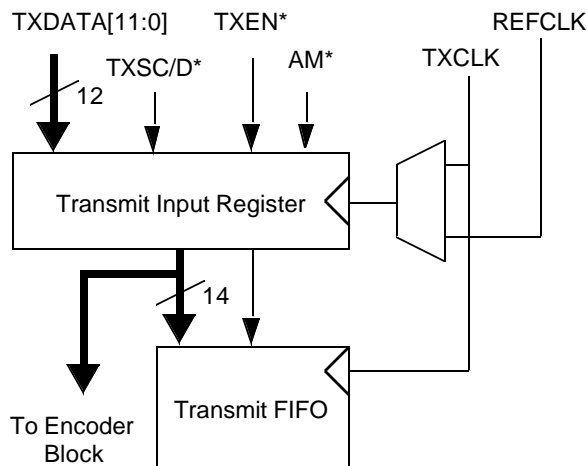 TXDATA[11:0]
TXEN*
REFCLK
TXSC/D*
AM*
TXCLK
12
Transmit Input Register
14
Transmit FIFO
To Encoder
Block